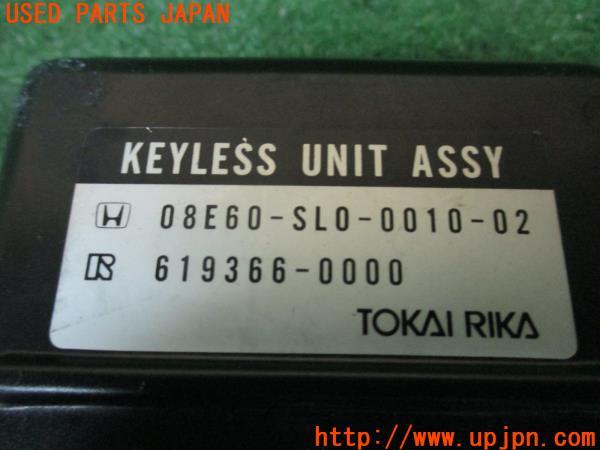 USED PARTS JAPAN
KEYLESS UNIT ASSY
08E60-SL0-0010-02
619366-0000
TOKAI RIKA
http://www.upjpn.com/